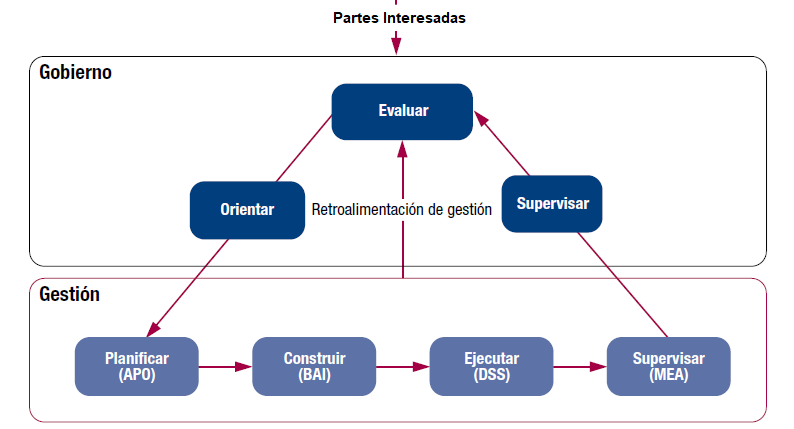 Partes Interesadas
Gobierno
Evaluar
Orientar
Retroalimentación de gestión
Supervisar
Gestión
Planificar
(APO)
Construir
(BAI)
Ejecutar
(DSS)
Supervisar
(MEA)